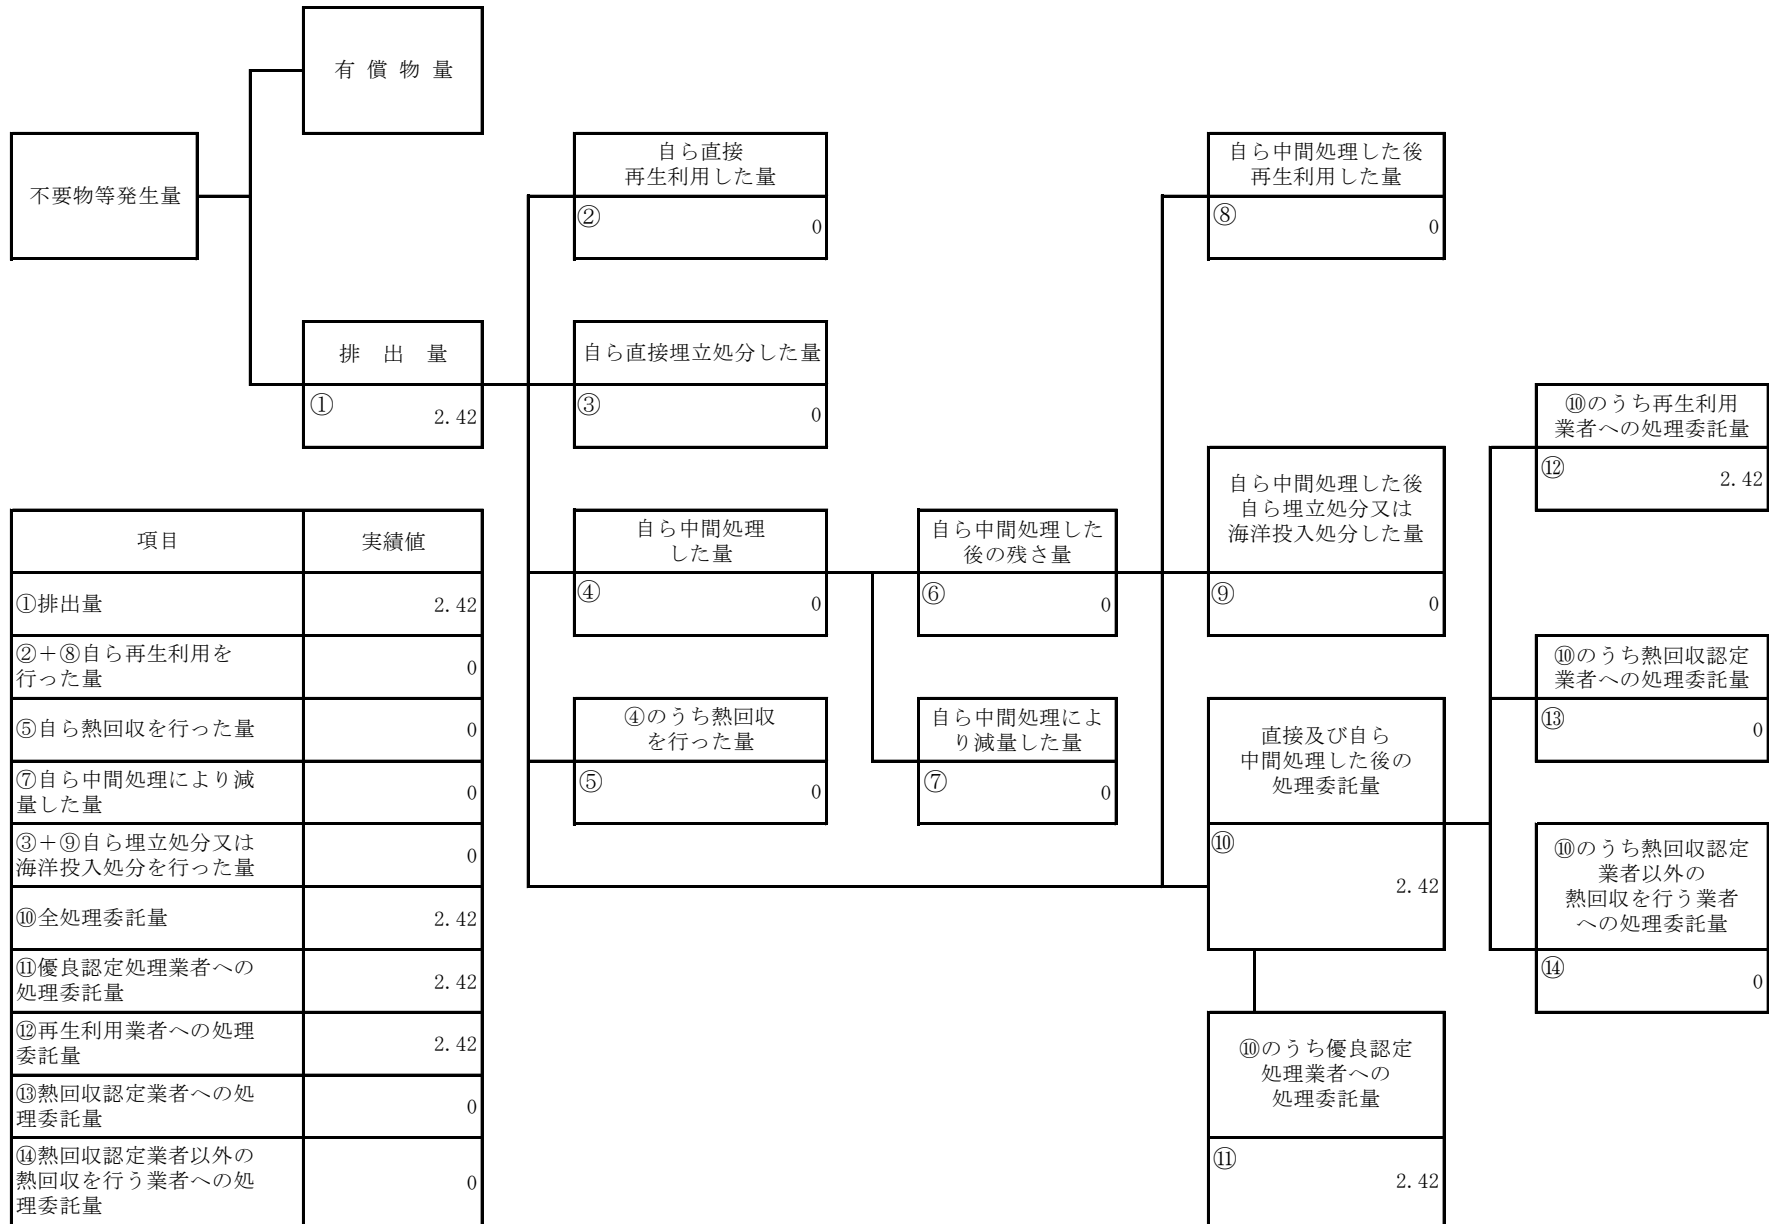 有 償 物 量
不要物等発生量
自ら直接
再生利用した量
②
0
自ら中間処理した後
再生利用した量
⑧
0
排 出 量
①
2.42
自ら直接埋立処分した量
③
0
⑩のうち再生利用
業者への処理委託量
⑫
2.42
自ら中間処理
した量
④
0
自ら中間処理した
後の残さ量
⑥
0
自ら中間処理した後
自ら埋立処分又は
海洋投入処分した量
⑨
0
⑩のうち熱回収認定
業者への処理委託量
⑬
0
④のうち熱回収
を行った量
⑤
0
自ら中間処理によ
り減量した量
⑦
0
直接及び自ら
中間処理した後の
処理委託量
⑩
2.42
⑩のうち熱回収認定
業者以外の
熱回収を行う業者
への処理委託量
⑭
0
⑩のうち優良認定
処理業者への
処理委託量
⑪
2.42
項目 実績値
①排出量 2.42
②+⑧自ら再生利用を
行った量 0
⑤自ら熱回収を行った量 0
⑦自ら中間処理により減
量した量 0
③+⑨自ら埋立処分又は
海洋投入処分を行った量 0
⑩全処理委託量 2.42
⑪優良認定処理業者への
処理委託量 2.42
⑫再生利用業者への処理
委託量 2.42
⑬熱回収認定業者への処
理委託量 0
⑭熱回収認定業者以外の
熱回収を行う業者への処 0
理委託量